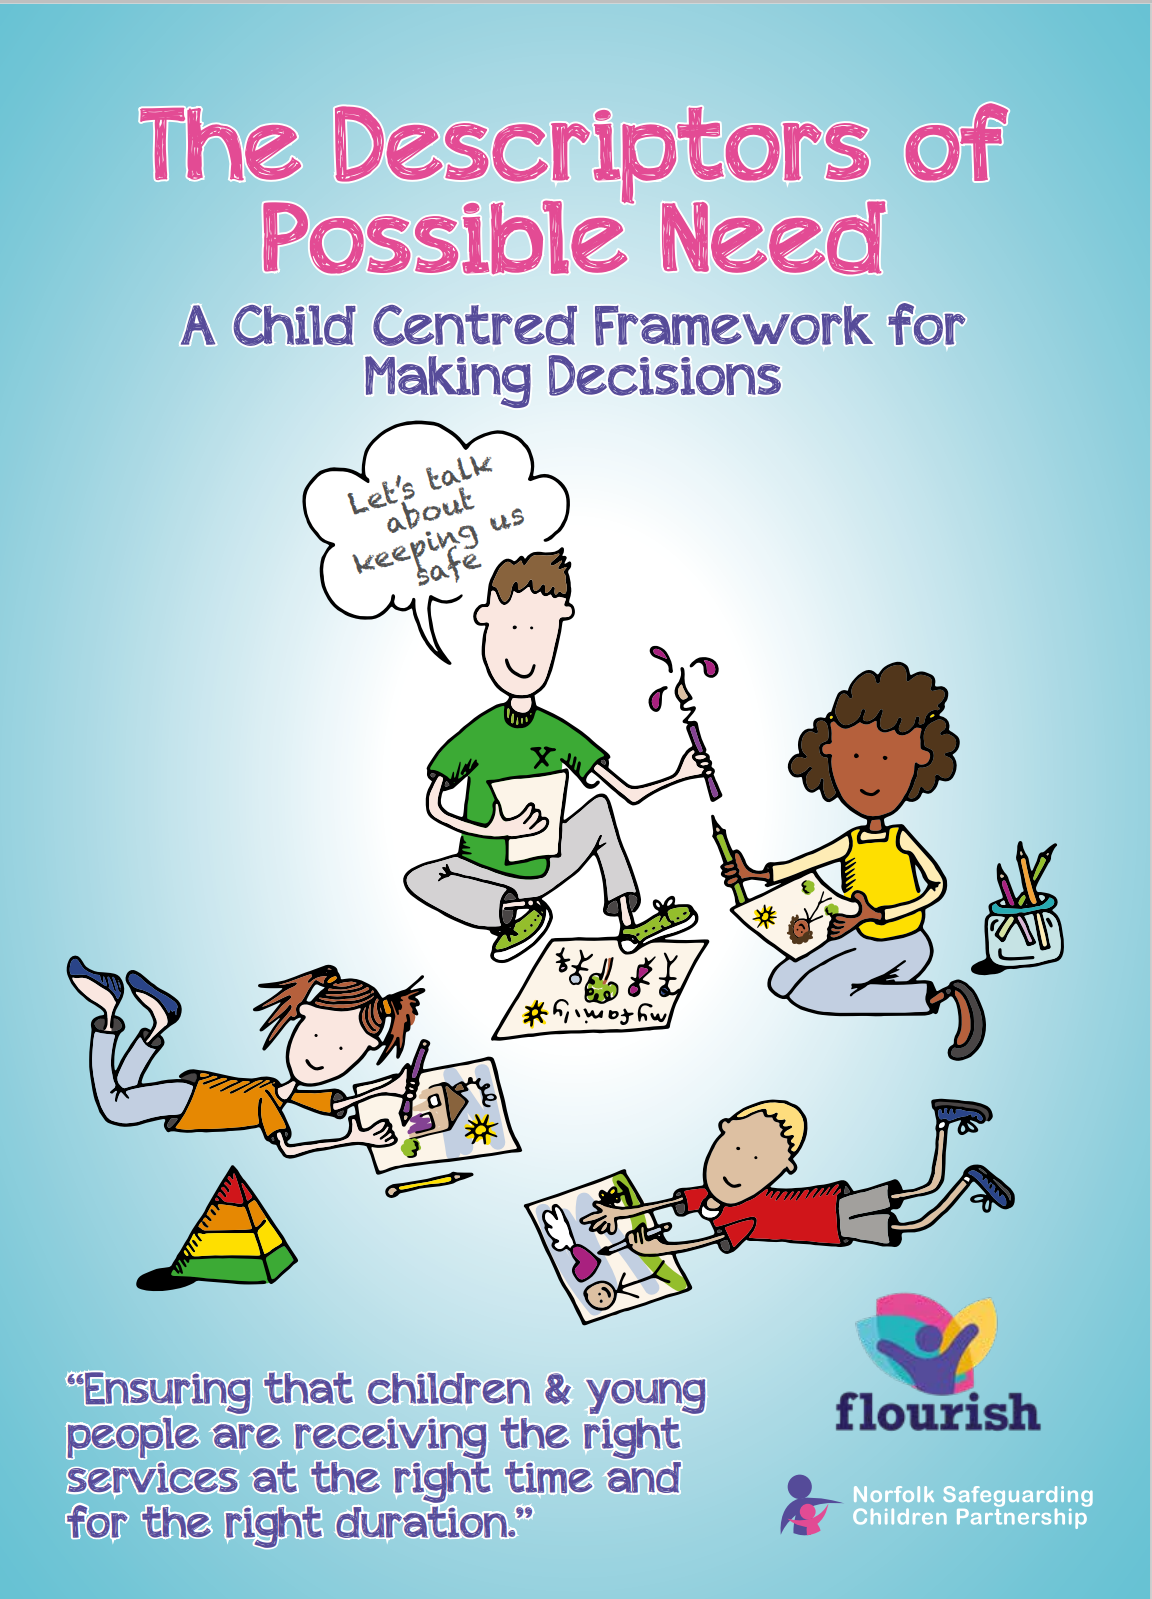 The Descriptors of
Possible Need
A Child Centred Framework for
Making Decisions
Let's talk
about
keeping us
safe
x
my family
"Ensuring that children & young
people are receiving the right
services at the right time and
for the right duration."
flourish
Norfolk Safeguarding
Children Partnership